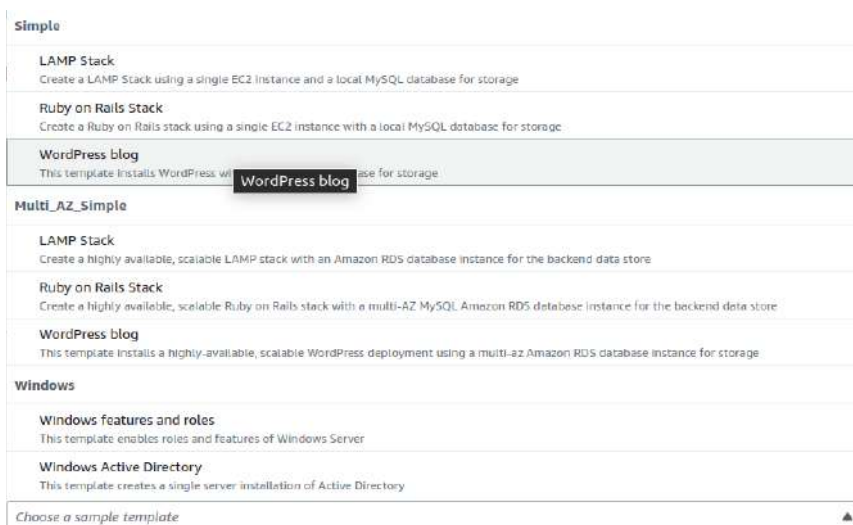 Simple
LAMP Stack
Create a LAMP Stack using a single EC2 instance and a local MySQL database for storage
Ruby on Rails Stack
Create a Ruby on Rails stack using a single EC2 instance with a local MySQL database for storage
WordPress blog
This template installs WordPress wi WordPress blog ase for storage
Multi_AZ_Simple
LAMP Stack
Create a highly available, scalable LAMP stack with an Amazon RDS database instance for the backend data store
Ruby on Rails Stack
Create a highly available, scalable Ruby on Rails stack with a multi-AZ MySQL Amazon RDS database instance for the backend data store
WordPress blog
This template installs a highly-available, scalable WordPress deployment using a multi-az Amazon RDS database instance for storage
Windows
Windows features and roles
This template enables roles and features of Windows Server
Windows Active Directory
This template creates a single server installation of Active Directory
Choose a sample template